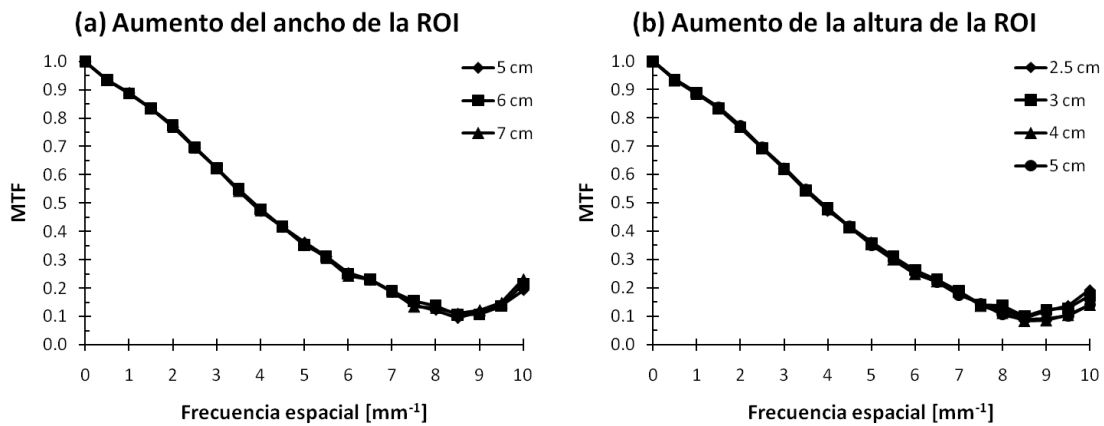 (a) Aumento del ancho de la ROI
1.0
0.9
0.8
0.7
0.6
0.5
0.4
0.3
0.2
0.1
0.0
MTF
0 1 2 3 4 5 6 7 8 9 10
Frecuencia espacial [mm⁻¹]
5 cm
6 cm
7 cm
(b) Aumento de la altura de la ROI
1.0
0.9
0.8
0.7
0.6
0.5
0.4
0.3
0.2
0.1
0.0
MTF
0 1 2 3 4 5 6 7 8 9 10
Frecuencia espacial [mm⁻¹]
2.5 cm
3 cm
4 cm
5 cm